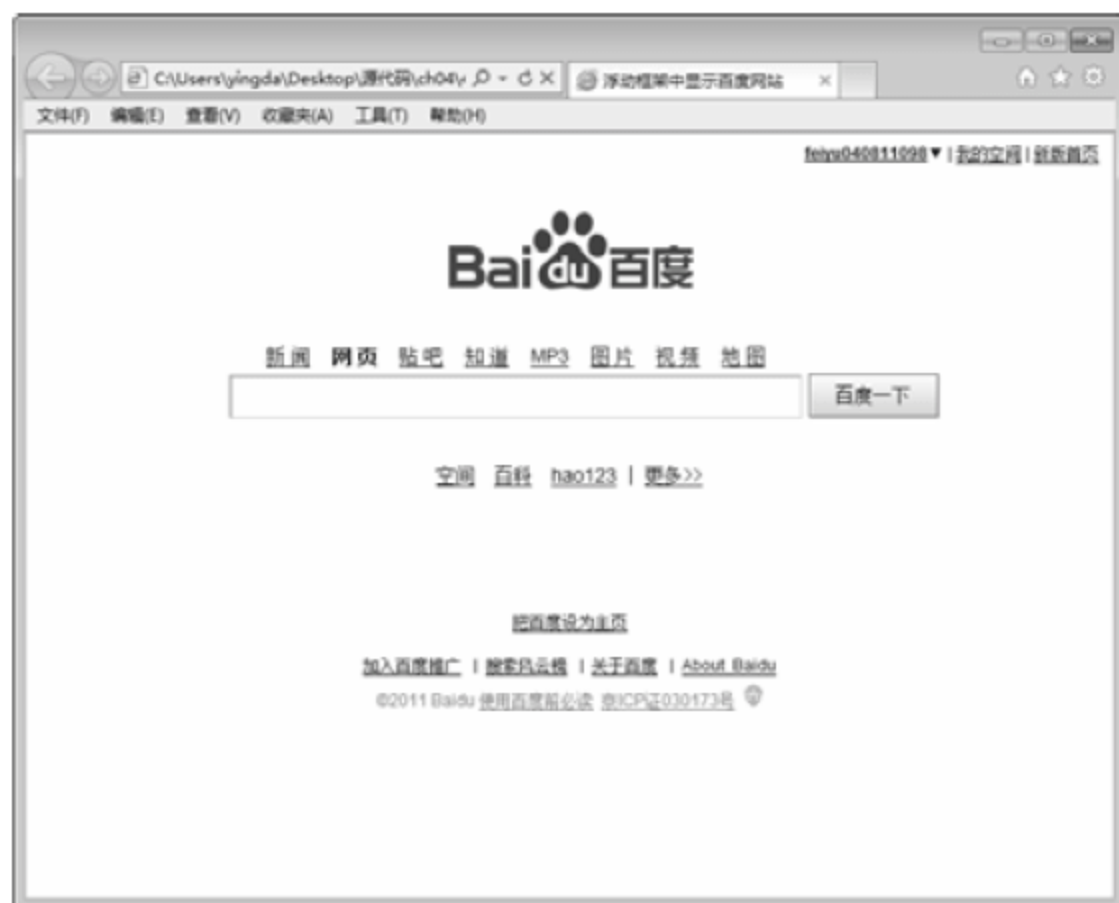 C:\Users\yingda\Desktop\源代码\ch04\ 浮动框架中显示百度网站
文件(F) 编辑(E) 查看(V) 收藏夹(A) 工具(T) 帮助(H)
feiyu040811098▼ | 我的空间 | 新版首页
Bai du 百度
新闻 网页 贴吧 知道 MP3 图片 视频 地图
百度一下
空间 百科 hao123 | 更多>>
把百度设为主页
加入百度推广 | 搜索风云榜 | 关于百度 | About Baidu
©2011 Baidu 使用百度前必读 京ICP证030173号